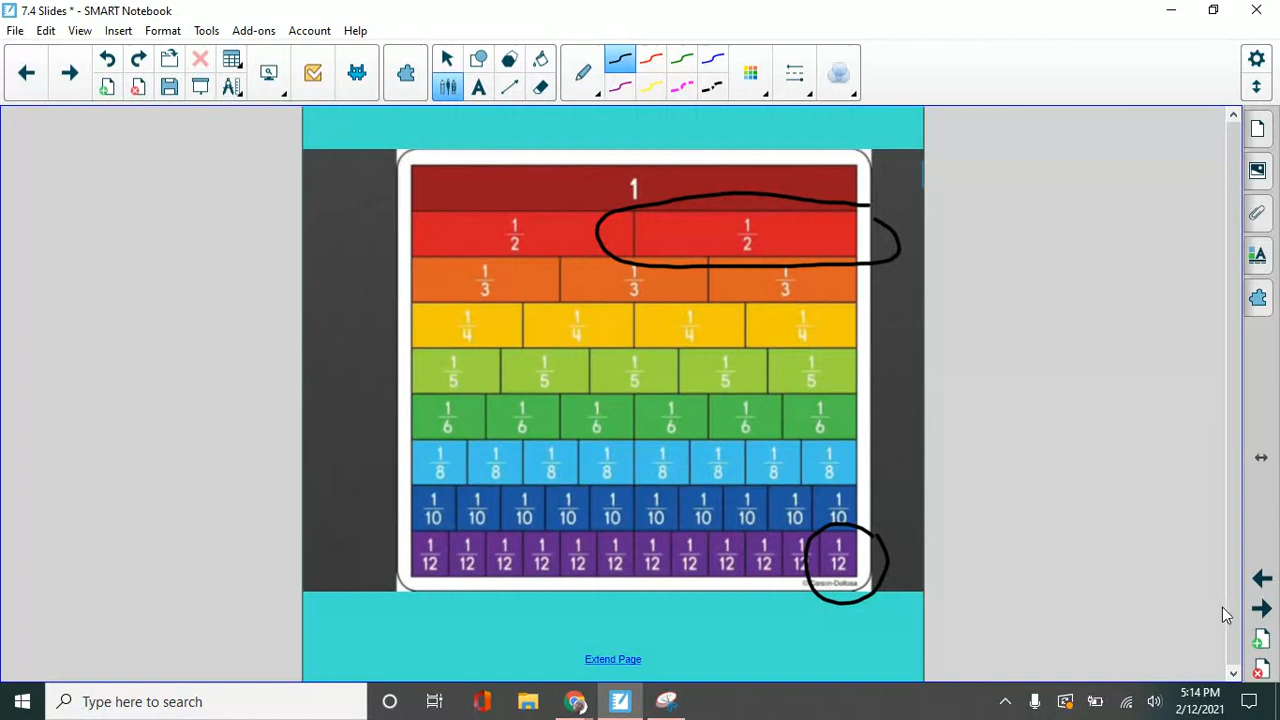 7.4 Slides * - SMART Notebook
File Edit View Insert Format Tools Add-ons Account Help
1
1/2 1/2
1/3 1/3 1/3
1/4 1/4 1/4 1/4
1/5 1/5 1/5 1/5 1/5
1/6 1/6 1/6 1/6 1/6 1/6
1/8 1/8 1/8 1/8 1/8 1/8 1/8 1/8
1/10 1/10 1/10 1/10 1/10 1/10 1/10 1/10 1/10 1/10
1/12 1/12 1/12 1/12 1/12 1/12 1/12 1/12 1/12 1/12 1/12 1/12
© Carson-Dellosa
Extend Page
Type here to search
5:14 PM
2/12/2021